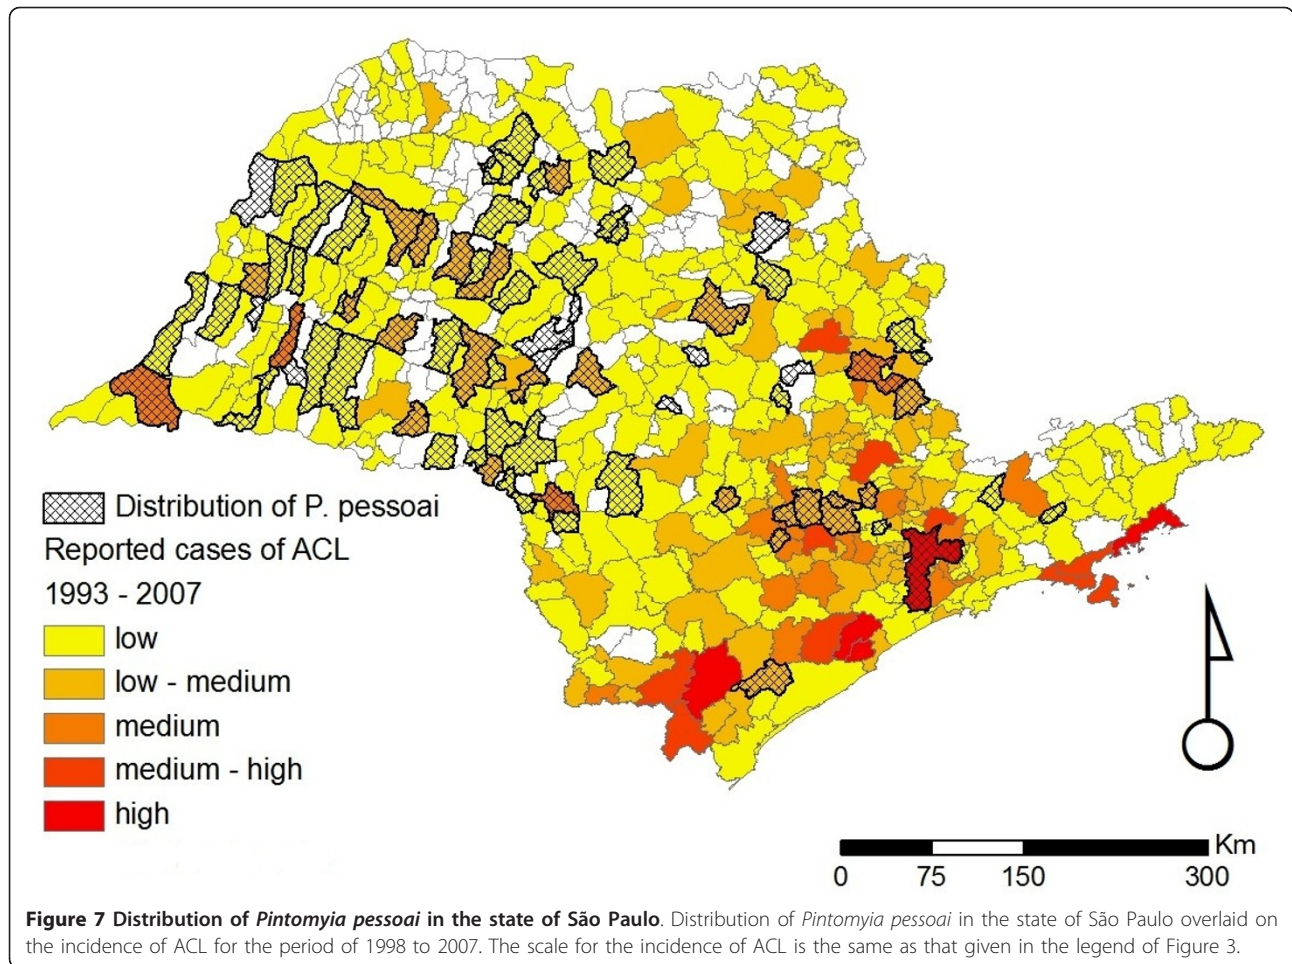 Distribution of P. pessoai
Reported cases of ACL
1993 - 2007
low
low - medium
medium
medium - high
high
Km
0 75 150 300
Figure 7 Distribution of Pintomyia pessoai in the state of São Paulo. Distribution of Pintomyia pessoai in the state of São Paulo overlaid on
the incidence of ACL for the period of 1998 to 2007. The scale for the incidence of ACL is the same as that given in the legend of Figure 3.